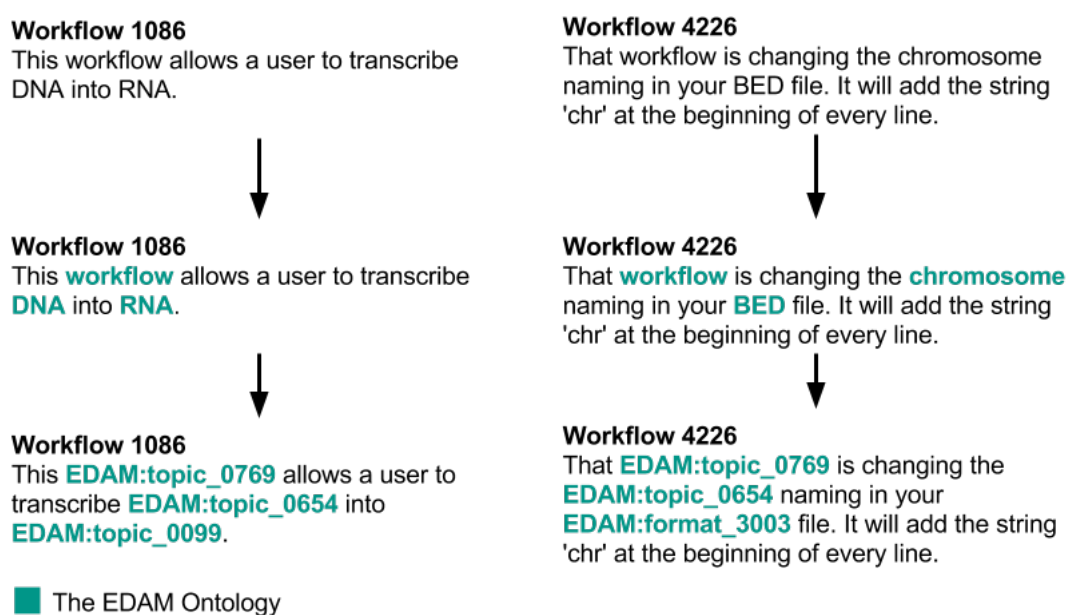 Workflow 1086
This workflow allows a user to transcribe
DNA into RNA.
Workflow 1086
This workflow allows a user to transcribe
DNA into RNA.
Workflow 1086
This EDAM:topic_0769 allows a user to
transcribe EDAM:topic_0654 into
EDAM:topic_0099.
The EDAM Ontology
Workflow 4226
That workflow is changing the chromosome
naming in your BED file. It will add the string
'chr' at the beginning of every line.
Workflow 4226
That workflow is changing the chromosome
naming in your BED file. It will add the string
'chr' at the beginning of every line.
Workflow 4226
That EDAM:topic_0769 is changing the
EDAM:topic_0654 naming in your
EDAM:format_3003 file. It will add the string
'chr' at the beginning of every line.